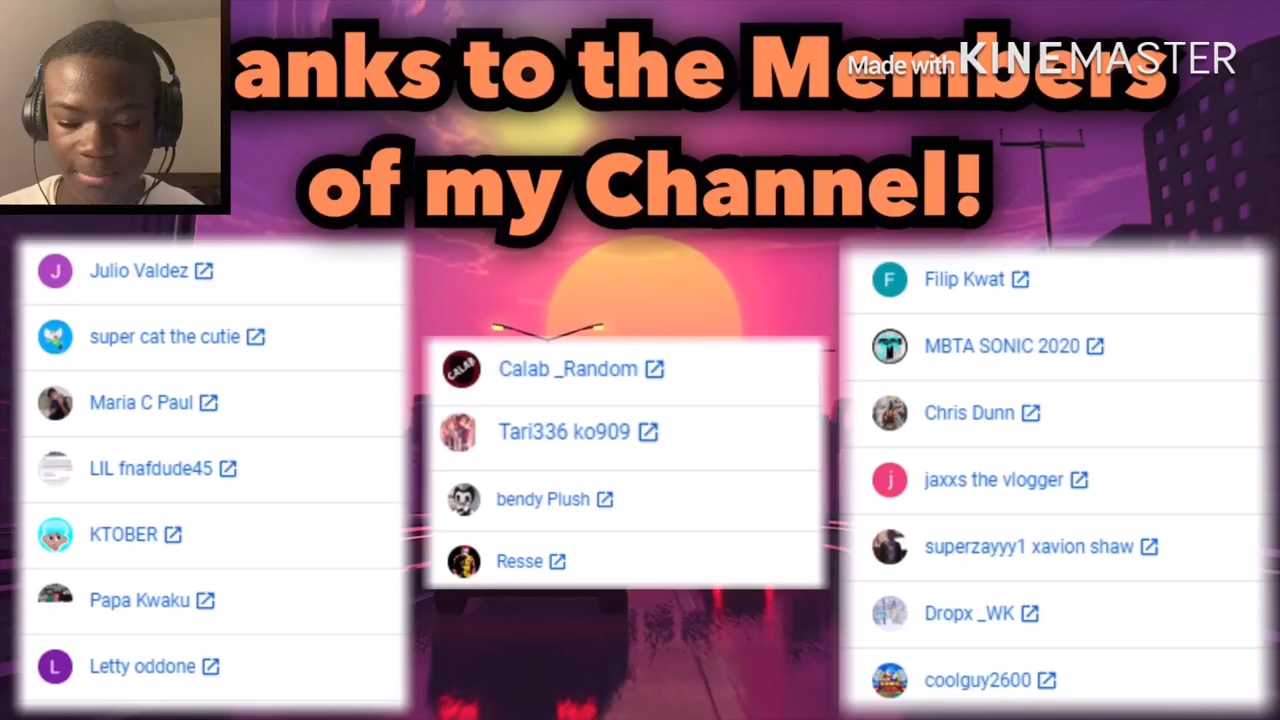 anks to the Members
Made with KINEMASTER
of my Channel!
J Julio Valdez
super cat the cutie
Maria C Paul
LIL fnafdude45
KTOBER
Papa Kwaku
L Letty oddone
CALAB Calab _Random
Tari336 ko909
bendy Plush
Resse
F Filip Kwat
MBTA SONIC 2020
Chris Dunn
j jaxxs the vlogger
superzayyy1 xavion shaw
Dropx _WK
coolguy2600